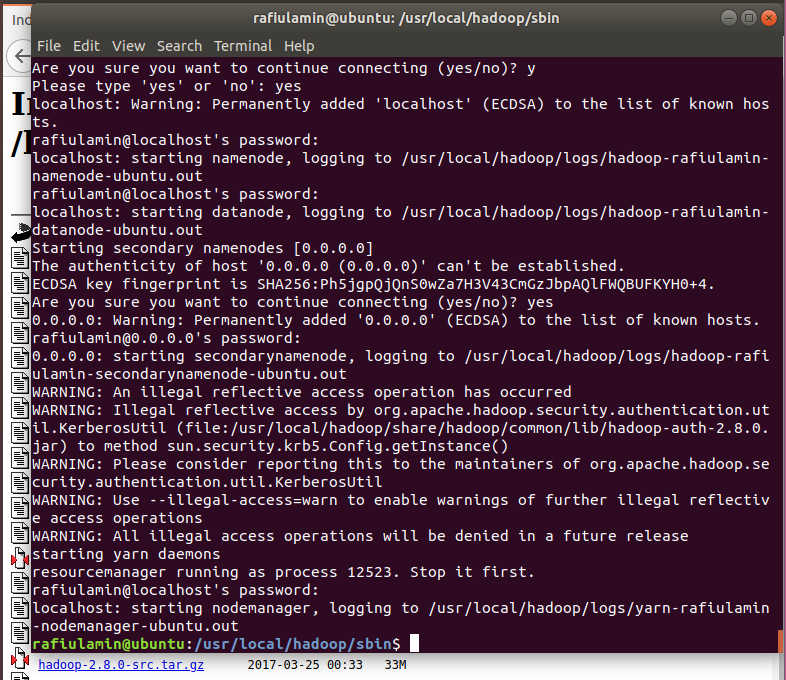 rafiulamin@ubuntu: /usr/local/hadoop/sbin
File Edit View Search Terminal Help
Are you sure you want to continue connecting (yes/no)? y
Please type 'yes' or 'no': yes
localhost: Warning: Permanently added 'localhost' (ECDSA) to the list of known hos
ts.
rafiulamin@localhost's password:
localhost: starting namenode, logging to /usr/local/hadoop/logs/hadoop-rafiulamin-
namenode-ubuntu.out
rafiulamin@localhost's password:
localhost: starting datanode, logging to /usr/local/hadoop/logs/hadoop-rafiulamin-
datanode-ubuntu.out
Starting secondary namenodes [0.0.0.0]
The authenticity of host '0.0.0.0 (0.0.0.0)' can't be established.
ECDSA key fingerprint is SHA256:Ph5jgpQjQnS0wZa7H3V43CmGzJbpAQlFWQBUFKYH0+4.
Are you sure you want to continue connecting (yes/no)? yes
0.0.0.0: Warning: Permanently added '0.0.0.0' (ECDSA) to the list of known hosts.
rafiulamin@0.0.0.0's password:
0.0.0.0: starting secondarynamenode, logging to /usr/local/hadoop/logs/hadoop-rafi
ulamin-secondarynamenode-ubuntu.out
WARNING: An illegal reflective access operation has occurred
WARNING: Illegal reflective access by org.apache.hadoop.security.authentication.ut
il.KerberosUtil (file:/usr/local/hadoop/share/hadoop/common/lib/hadoop-auth-2.8.0.
jar) to method sun.security.krb5.Config.getInstance()
WARNING: Please consider reporting this to the maintainers of org.apache.hadoop.se
curity.authentication.util.KerberosUtil
WARNING: Use --illegal-access=warn to enable warnings of further illegal reflectiv
e access operations
WARNING: All illegal access operations will be denied in a future release
starting yarn daemons
resourcemanager running as process 12523. Stop it first.
rafiulamin@localhost's password:
localhost: starting nodemanager, logging to /usr/local/hadoop/logs/yarn-rafiulamin
-nodemanager-ubuntu.out
rafiulamin@ubuntu:/usr/local/hadoop/sbin$
hadoop-2.8.0-src.tar.gz 2017-03-25 00:33 33M